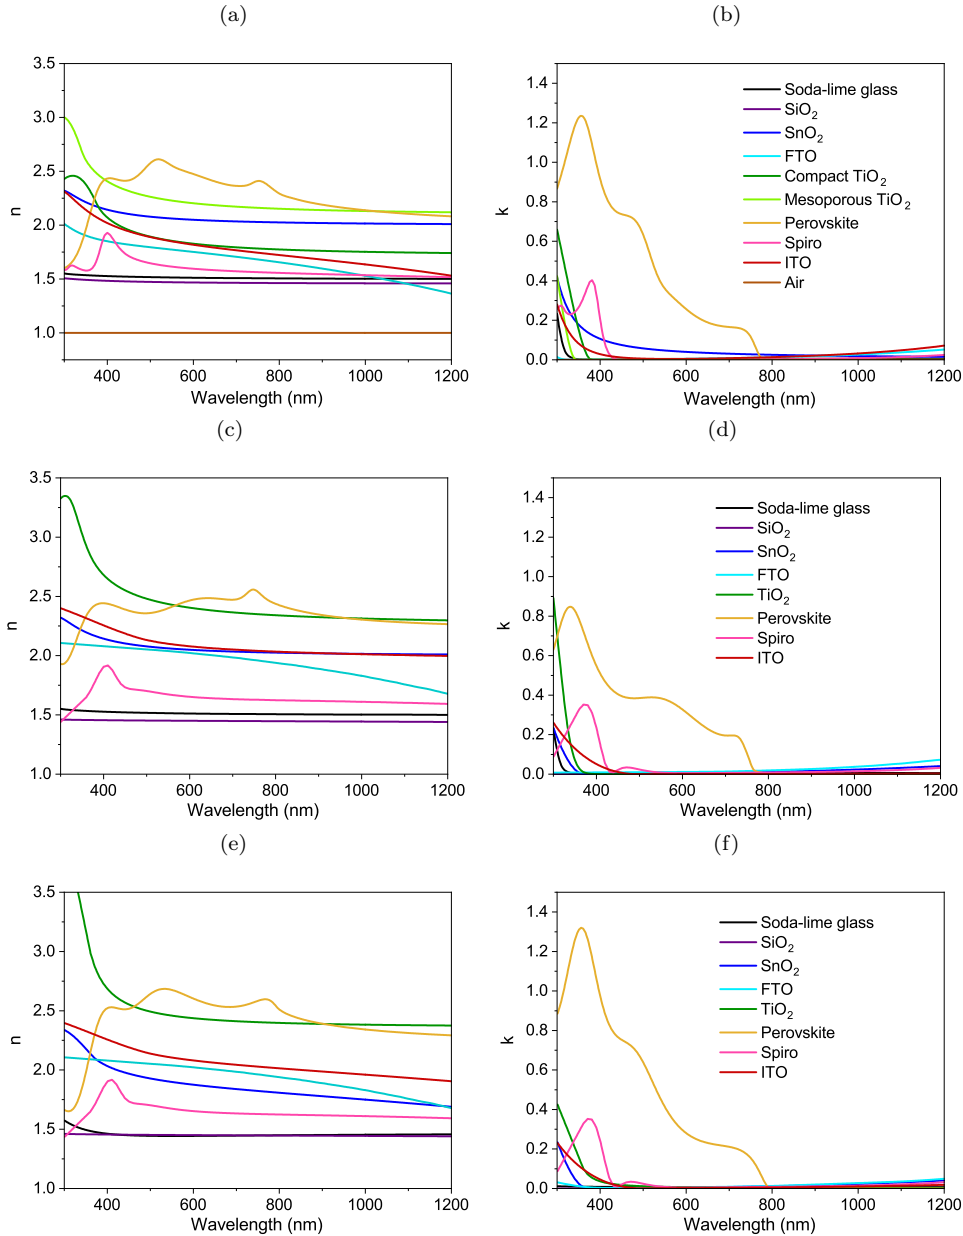 (a)
(b)
3.5
3.0
2.5
2.0
1.5
1.0
n
400
600
800
1000
1200
Wavelength (nm)
1.4
1.2
1.0
0.8
0.6
0.4
0.2
0.0
k
400
600
800
1000
1200
Wavelength (nm)
Soda-lime glass
SiO₂
SnO₂
FTO
Compact TiO₂
Mesoporous TiO₂
Perovskite
Spiro
ITO
Air
(c)
(d)
3.5
3.0
2.5
2.0
1.5
1.0
n
400
600
800
1000
1200
Wavelength (nm)
1.4
1.2
1.0
0.8
0.6
0.4
0.2
0.0
k
400
600
800
1000
1200
Wavelength (nm)
Soda-lime glass
SiO₂
SnO₂
FTO
TiO₂
Perovskite
Spiro
ITO
(e)
(f)
3.5
3.0
2.5
2.0
1.5
1.0
n
400
600
800
1000
1200
Wavelength (nm)
1.4
1.2
1.0
0.8
0.6
0.4
0.2
0.0
k
400
600
800
1000
1200
Wavelength (nm)
Soda-lime glass
SiO₂
SnO₂
FTO
TiO₂
Perovskite
Spiro
ITO